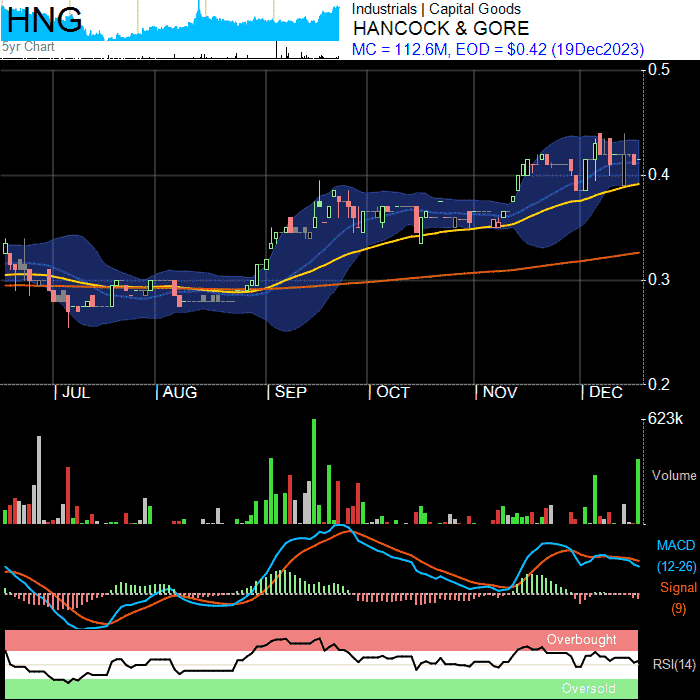 HNG
5yr Chart
Industrials | Capital Goods
HANCOCK & GORE
MC = 112.6M, EOD = $0.42 (19Dec2023)
0.5
0.4
0.3
0.2
JUL AUG SEP OCT NOV DEC
623k
Volume
MACD
(12-26)
Signal
(9)
Overbought
RSI(14)
Oversold